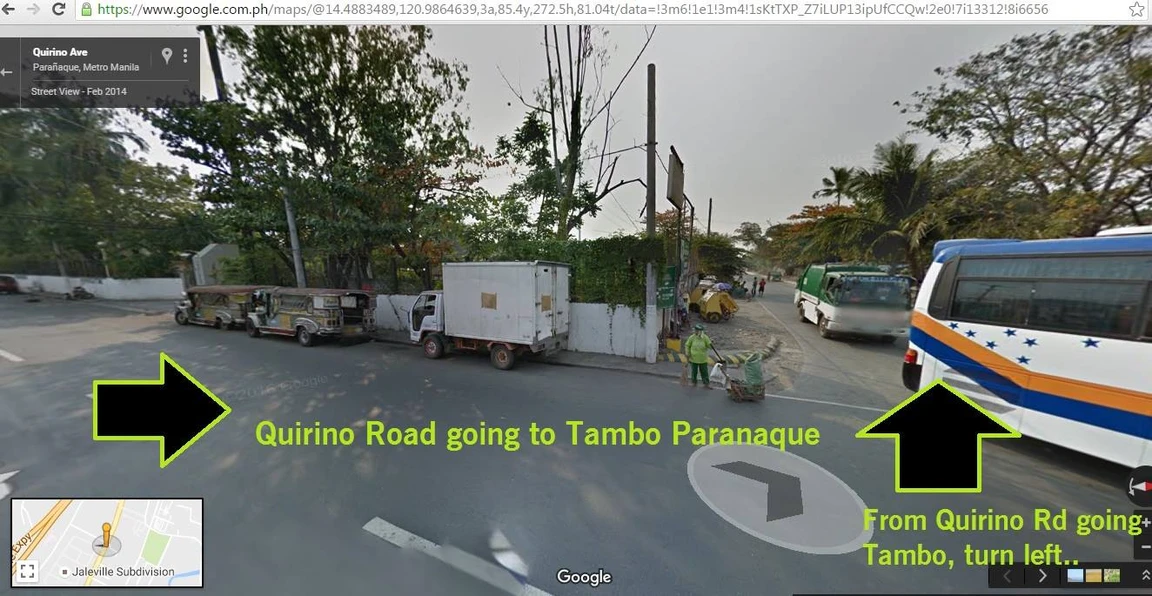 https://www.google.com.ph/maps/@14.4883489,120.9864639,3a,85.4y,272.5h,81.04t/data=!3m6!1e1!3m4!1sKtTXP_Z7iLUP13ipUfCCQw!2e0!7i13312!8i6656
Quirino Ave
Parañaque, Metro Manila
Street View - Feb 2014
Quirino Road going to Tambo Paranaque
From Quirino Rd going
Tambo, turn left..
Expy
Jaleville Subdivision
Google